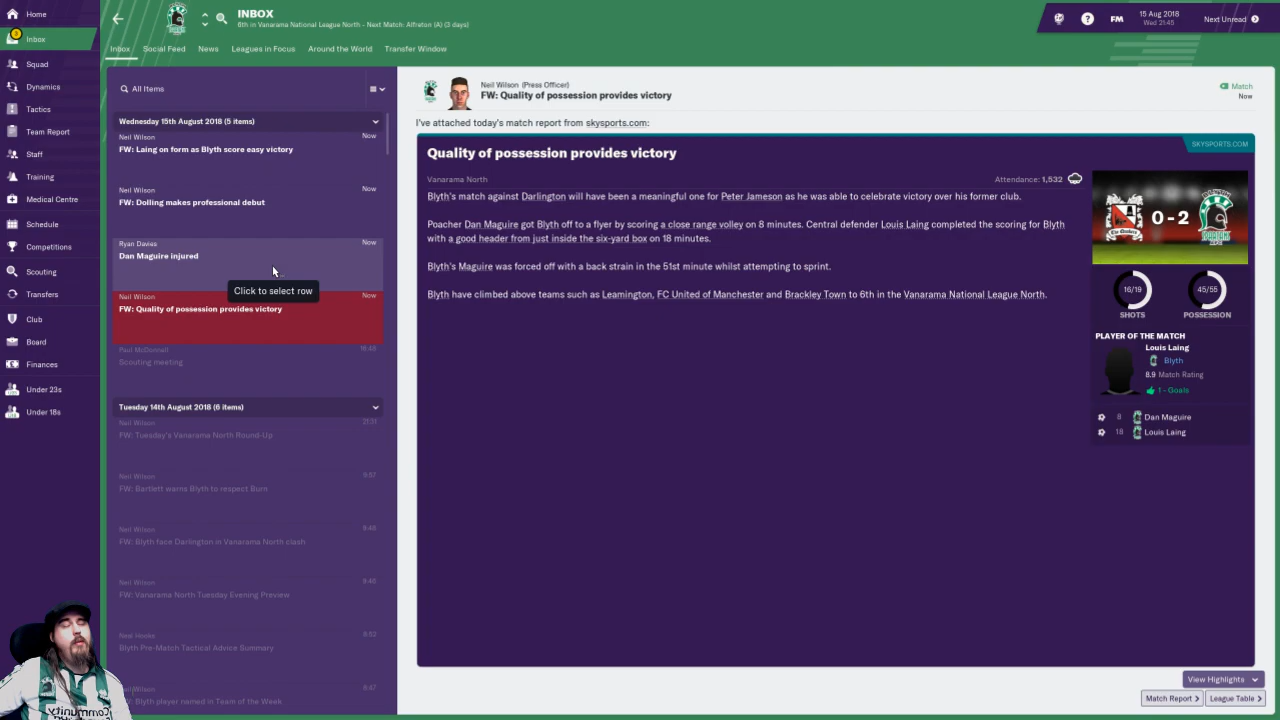 Home
Inbox
Squad
Dynamics
Tactics
Team Report
Staff
Training
Medical Centre
Schedule
Competitions
Scouting
Transfers
Club
Board
Finances
Under 23s
Under 18s
INBOX
6th in Vanarama National League North - Next Match: Alfreton (A) (3 days)
FM
15 Aug 2018
Wed 21:45
Next Unread
Inbox
Social Feed
News
Leagues in Focus
Around the World
Transfer Window
All Items
Wednesday 15th August 2018 (5 items)
Neil Wilson
Now
FW: Laing on form as Blyth score easy victory
Neil Wilson
Now
FW: Dolling makes professional debut
Ryan Davies
Now
Dan Maguire injured
Click to select row
Neil Wilson
Now
FW: Quality of possession provides victory
Paul McDonnell
Scouting meeting
Tuesday 14th August 2018 (6 items)
Neil Wilson
21:31
FW: Tuesday's Vanarama North Round-Up
Neil Wilson
FW: Bartlett warns Blyth to respect Burn
Neil Wilson
FW: Blyth face Darlington in Vanarama North clash
Neil Wilson
FW: Vanarama North Tuesday Evening Preview
Neal Hooke
Blyth Pre-Match Tactical Advice Summary
Neil Wilson
FW: Blyth player named in Team of the Week
Neil Wilson (Press Officer)
FW: Quality of possession provides victory
Match
Now
I've attached today's match report from skysports.com:
SKYSPORTS.COM
Quality of possession provides victory
Vanarama North
Attendance: 1,532
Blyth's match against Darlington will have been a meaningful one for Peter Jameson as he was able to celebrate victory over his former club.
Poacher Dan Maguire got Blyth off to a flyer by scoring a close range volley on 8 minutes. Central defender Louis Laing completed the scoring for Blyth
with a good header from just inside the six-yard box on 18 minutes.
Blyth's Maguire was forced off with a back strain in the 51st minute whilst attempting to sprint.
Blyth have climbed above teams such as Leamington, FC United of Manchester and Brackley Town to 6th in the Vanarama National League North.
0-2
16/19
45/55
SHOTS
POSSESSION
PLAYER OF THE MATCH
Louis Laing
Blyth
8.9 Match Rating
1 - Goals
8 Dan Maguire
18 Louis Laing
View Highlights
Match Report
League Table